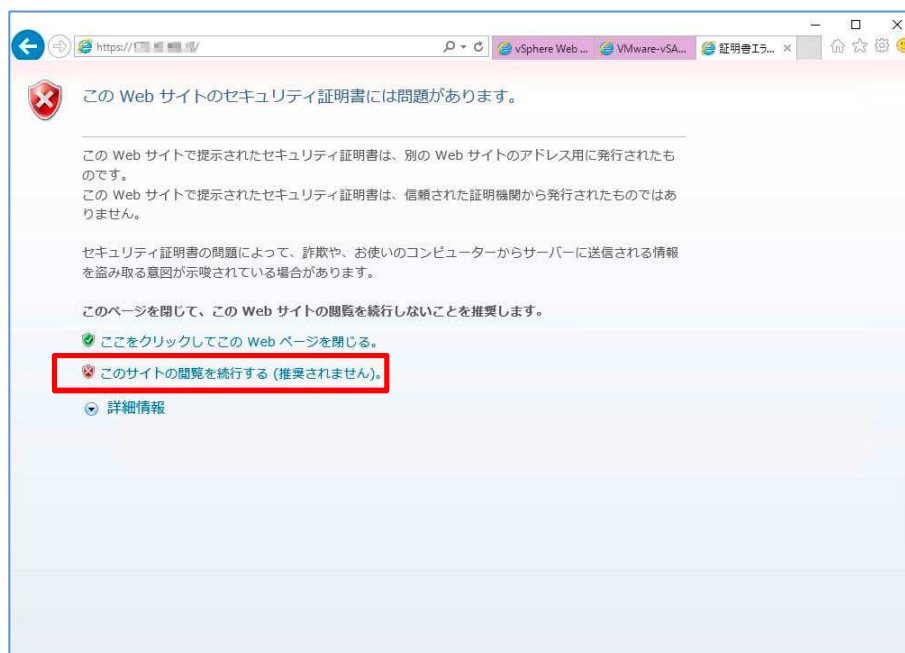 https://
vSphere Web ...
VMware-vSA...
証明書エラ...
この Web サイトのセキュリティ証明書には問題があります。
この Web サイトで提示されたセキュリティ証明書は、別の Web サイトのアドレス用に発行されたも
のです。
この Web サイトで提示されたセキュリティ証明書は、信頼された証明機関から発行されたものではあ
りません。
セキュリティ証明書の問題によって、詐欺や、お使いのコンピューターからサーバーに送信される情報
を盗み取る意図が示唆されている場合があります。
このページを閉じて、この Web サイトの閲覧を続行しないことを推奨します。
ここをクリックしてこの Web ページを閉じる。
このサイトの閲覧を続行する (推奨されません)。
詳細情報